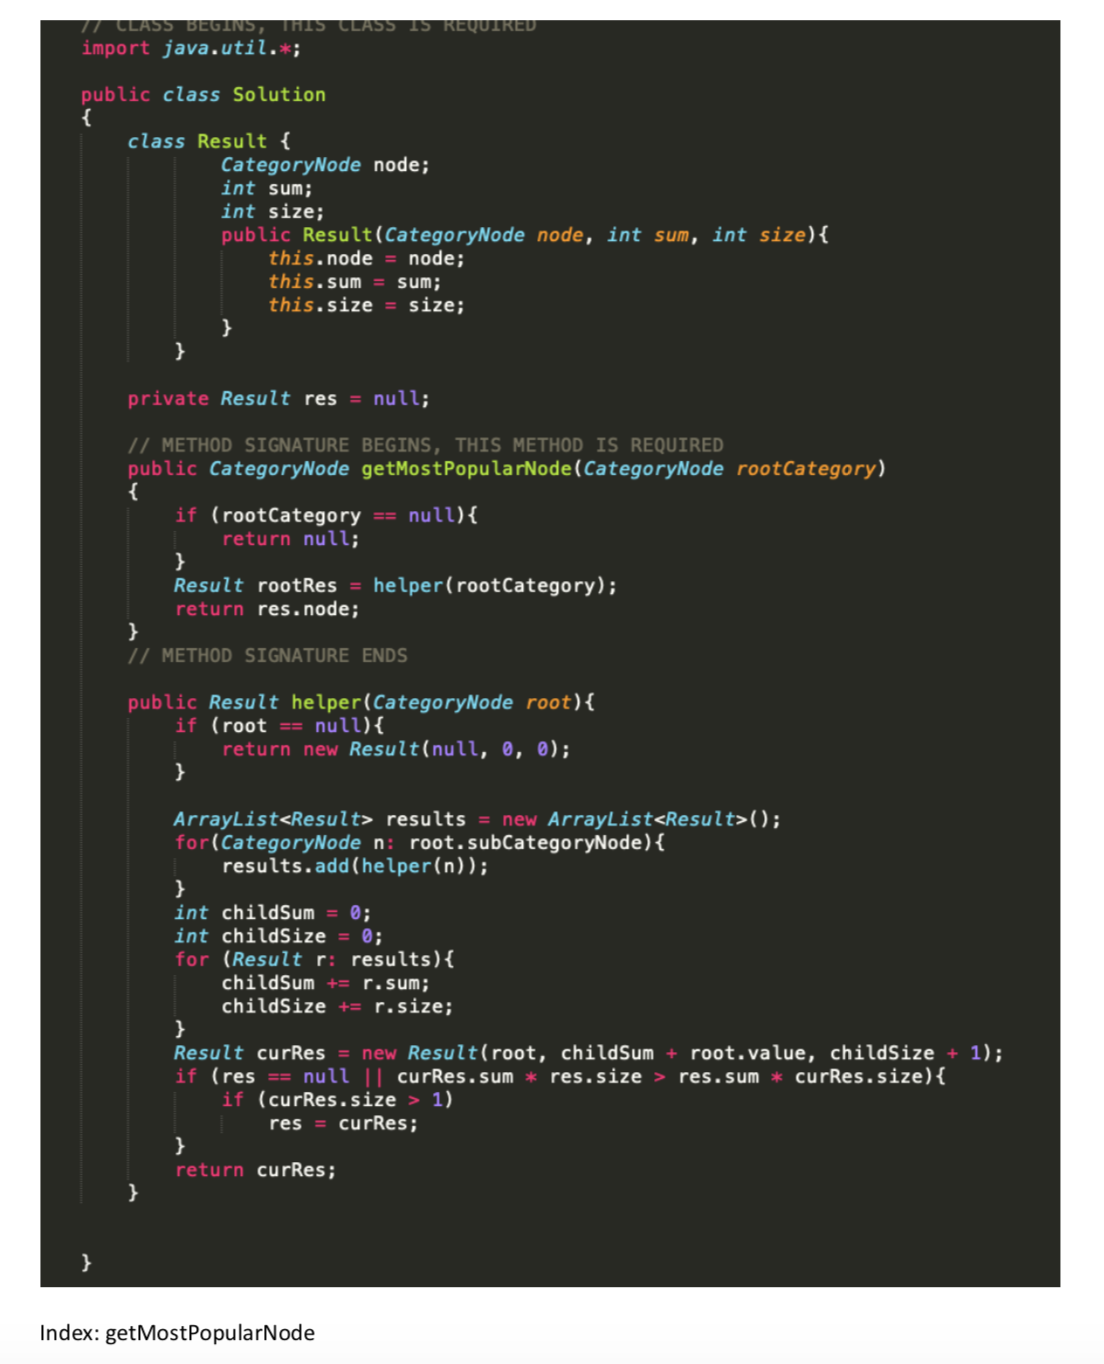 // CLASS BEGINS, THIS CLASS IS REQUIRED
import java.util.*;
public class Solution
{
class Result {
CategoryNode node;
int sum;
int size;
public Result(CategoryNode node, int sum, int size){
this.node = node;
this.sum = sum;
this.size = size;
}
}
private Result res = null;
// METHOD SIGNATURE BEGINS, THIS METHOD IS REQUIRED
public CategoryNode getMostPopularNode(CategoryNode rootCategory)
{
if (rootCategory == null){
return null;
}
Result rootRes = helper(rootCategory);
return res.node;
}
// METHOD SIGNATURE ENDS
public Result helper(CategoryNode root){
if (root == null){
return new Result(null, 0, 0);
}
ArrayList<Result> results = new ArrayList<Result>();
for(CategoryNode n: root.subCategoryNode){
results.add(helper(n));
}
int childSum = 0;
int childSize = 0;
for (Result r: results){
childSum += r.sum;
childSize += r.size;
}
Result curRes = new Result(root, childSum + root.value, childSize + 1);
if (res == null || curRes.sum * res.size > res.sum * curRes.size){
if (curRes.size > 1)
res = curRes;
}
return curRes;
}
}
Index: getMostPopularNode